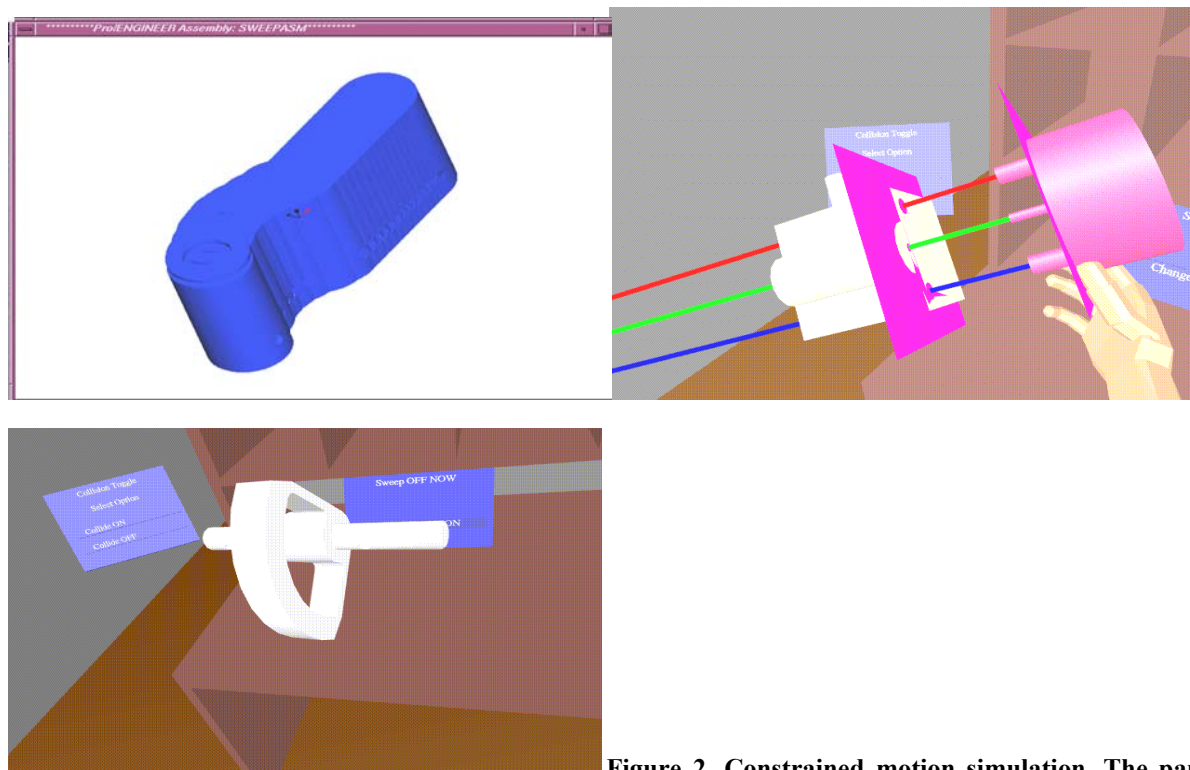 **********Pro/ENGINEER Assembly: SWEEPASM**********
Collision Toggle
Select Option
S
Change
Collision Toggle
Select Option
Collide ON
Collide OFF
Sweep OFF NOW
ON
Figure 2. Constrained motion simulation. The par